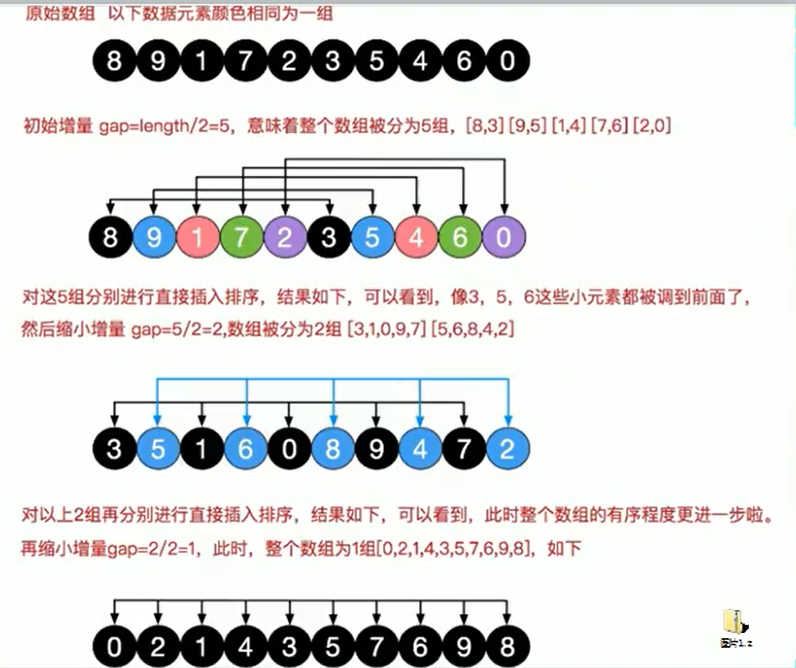 原始数组 以下数据元素颜色相同为一组
8 9 1 7 2 3 5 4 6 0
初始增量 gap=length/2=5，意味着整个数组被分为5组，[8,3] [9,5] [1,4] [7,6] [2,0]
8 9 1 7 2 3 5 4 6 0
对这5组分别进行直接插入排序，结果如下，可以看到，像3，5，6这些小元素都被调到前面了，
然后缩小增量 gap=5/2=2,数组被分为2组 [3,1,0,9,7] [5,6,8,4,2]
3 5 1 6 0 8 9 4 7 2
对以上2组再分别进行直接插入排序，结果如下，可以看到，此时整个数组的有序程度更进一步啦。
再缩小增量gap=2/2=1，此时，整个数组为1组[0,2,1,4,3,5,7,6,9,8]，如下
0 2 1 4 3 5 7 6 9 8
图片1.z